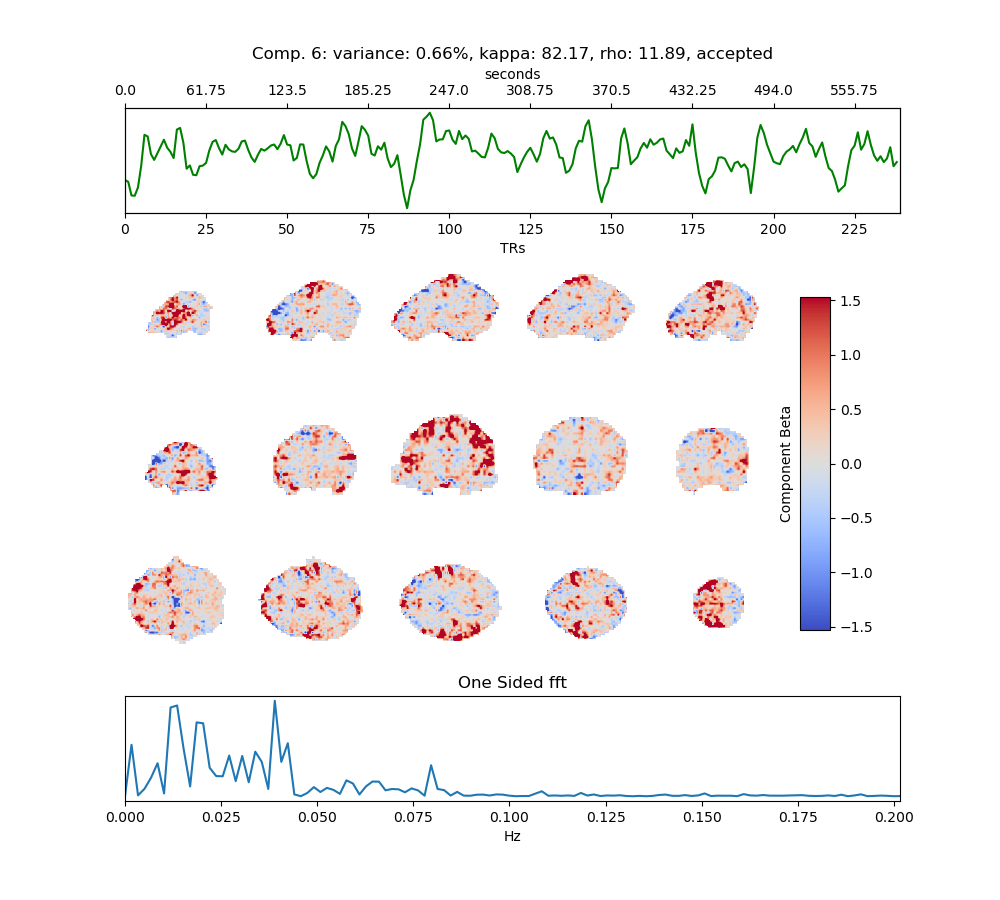 Comp. 6: variance: 0.66%, kappa: 82.17, rho: 11.89, accepted
seconds
0.0 61.75 123.5 185.25 247.0 308.75 370.5 432.25 494.0 555.75
0 25 50 75 100 125 150 175 200 225
TRs
1.5
1.0
0.5
0.0
−0.5
−1.0
−1.5
Component Beta
One Sided fft
0.000 0.025 0.050 0.075 0.100 0.125 0.150 0.175 0.200
Hz